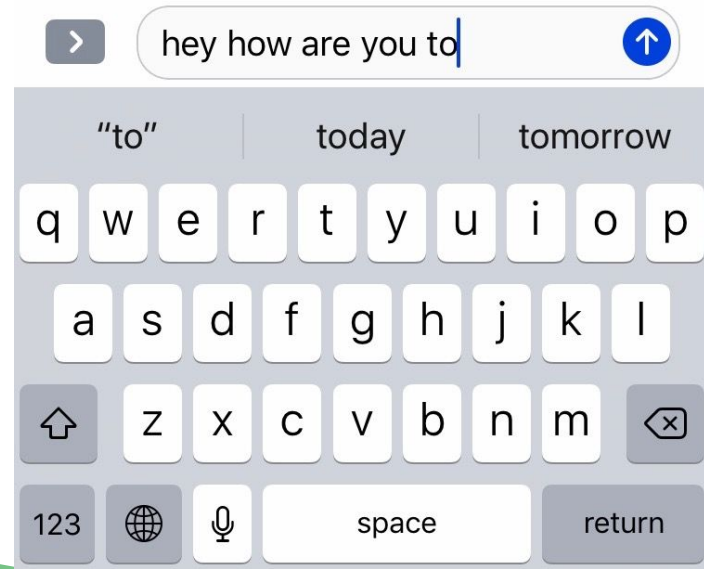 hey how are you to
“to” today tomorrow
q w e r t y u i o p
a s d f g h j k l
z x c v b n m
123 space return